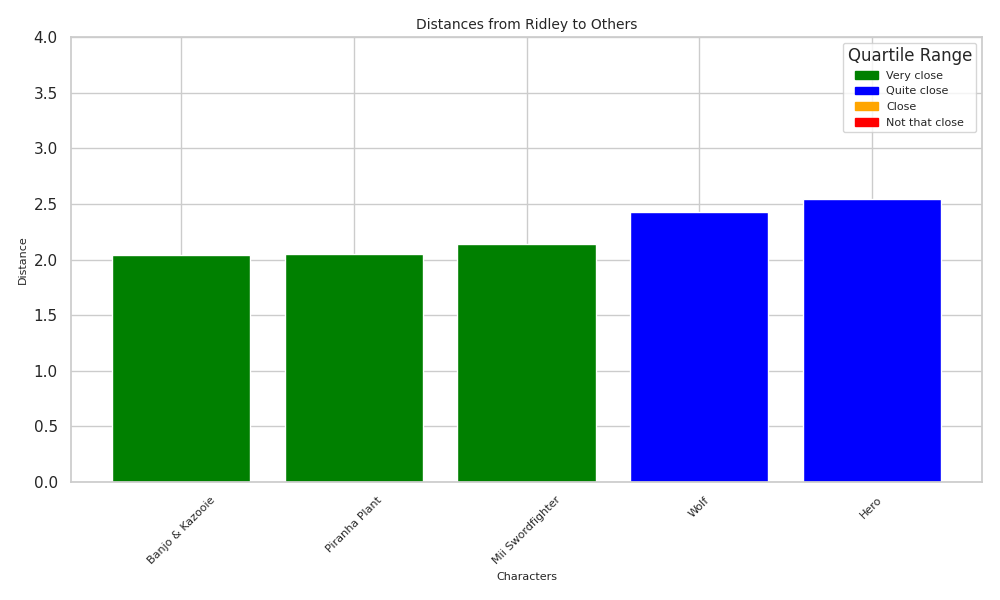 Distances from Ridley to Others
4.0
3.5
3.0
2.5
2.0
1.5
1.0
0.5
0.0
Distance
Quartile Range
Very close
Quite close
Close
Not that close
Banjo & Kazooie
Piranha Plant
Mii Swordfighter
Wolf
Hero
Characters